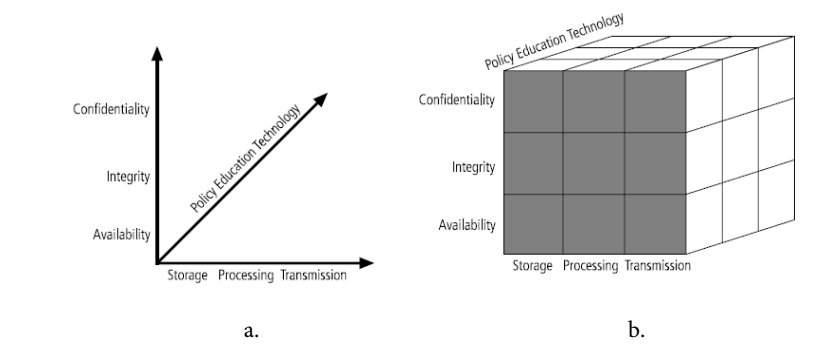 Confidentiality
Integrity
Availability
Policy Education Technology
Storage Processing Transmission
a.
Policy Education Technology
Confidentiality
Integrity
Availability
Storage Processing Transmission
b.